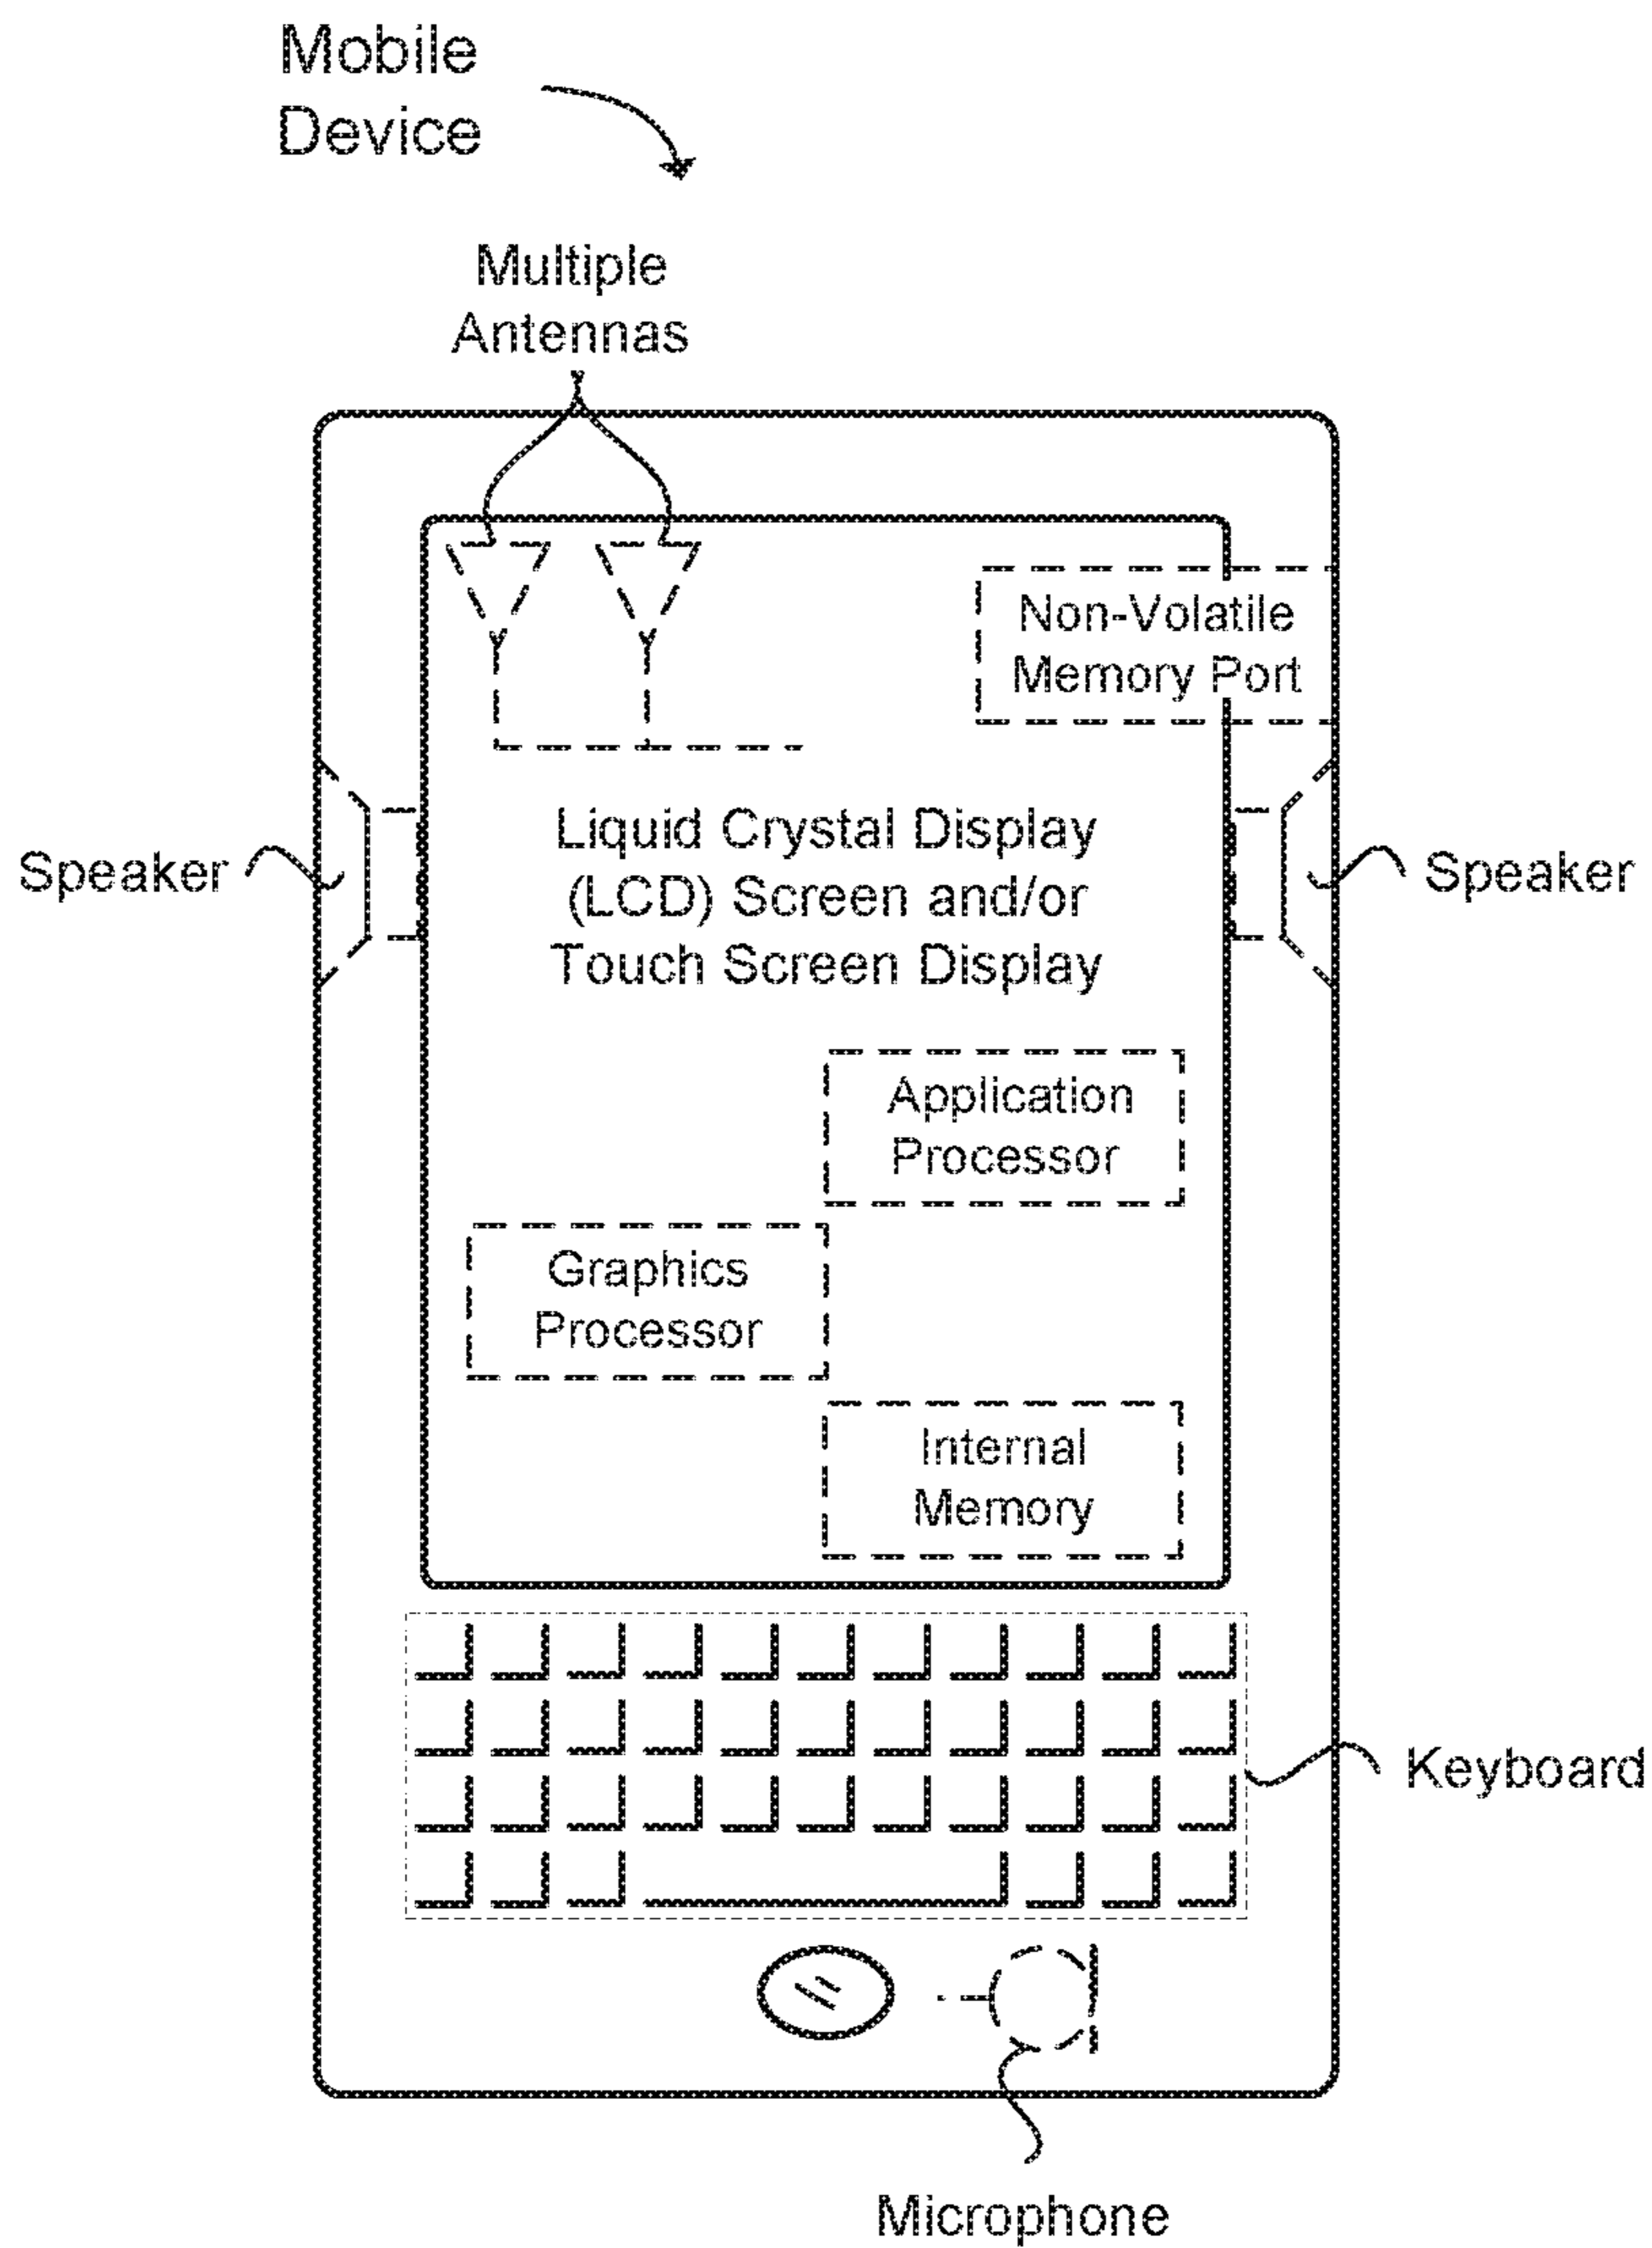 Mobile
Device
Multiple
Antennas
Non-Volatile
Memory Port
Liquid Crystal Display
(LCD) Screen and/or
Touch Screen Display
Speaker
Speaker
Application
Processor
Graphics
Processor
Internal
Memory
Keyboard
Microphone